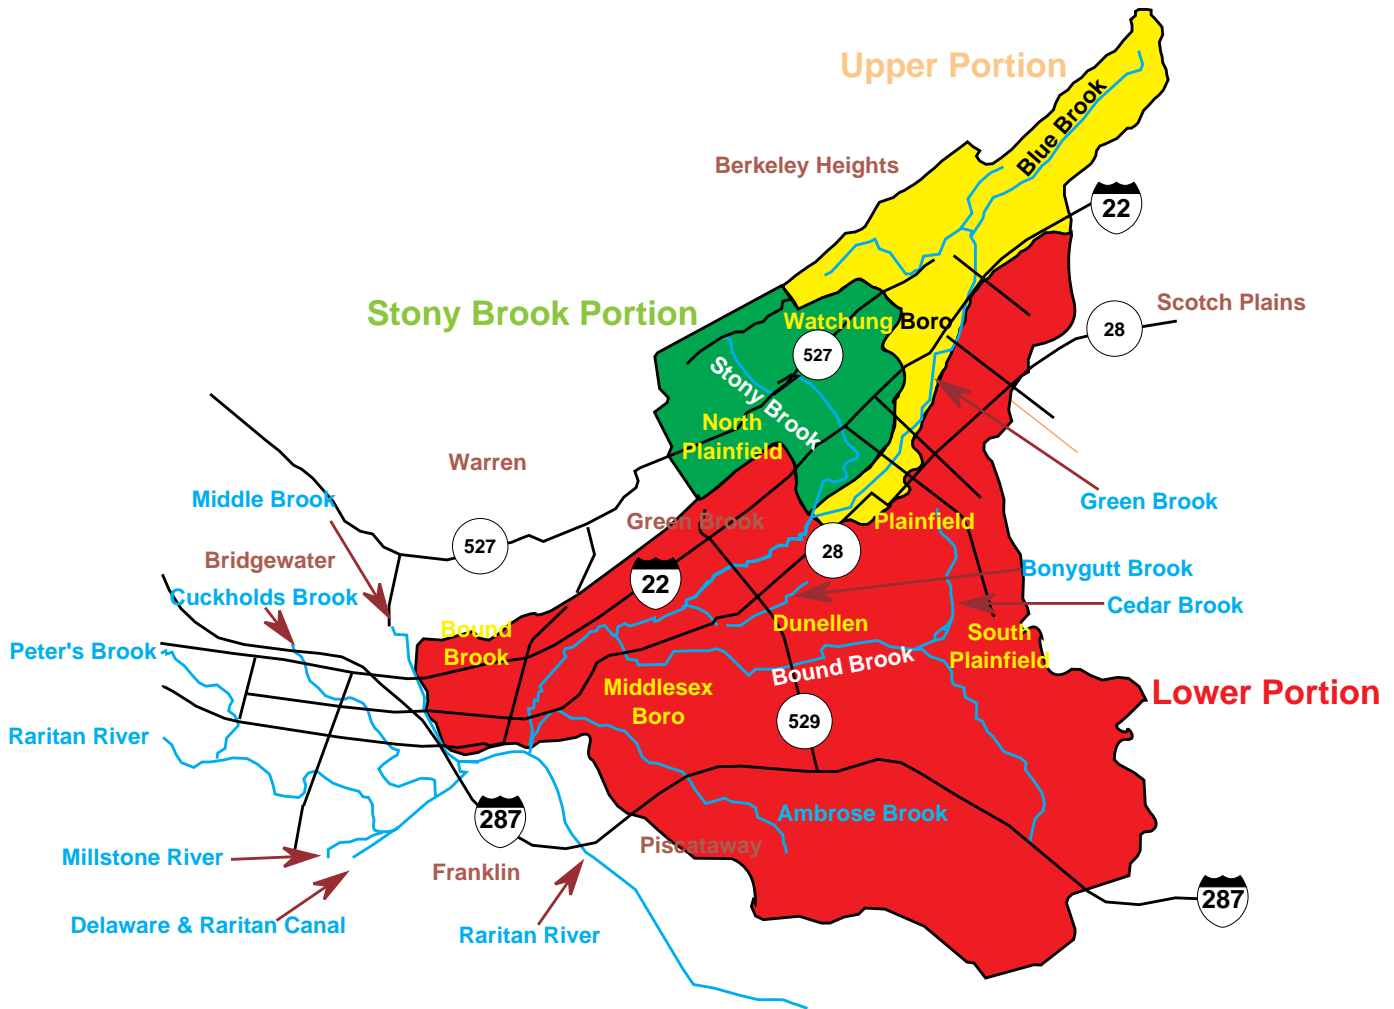 Upper Portion
Blue Brook
Berkeley Heights
22
Stony Brook Portion
Scotch Plains
Watchung Boro
28
527
Stony Brook
North
Plainfield
Warren
Middle Brook
Green Brook
Green Brook
Plainfield
527
28
Bridgewater
22
Bonygutt Brook
Cuckholds Brook
Cedar Brook
Bound
Brook
Dunellen
South
Plainfield
Peter's Brook
Bound Brook
Middlesex
Boro
Lower Portion
529
Raritan River
287
Ambrose Brook
Piscataway
Millstone River
Franklin
287
Delaware & Raritan Canal
Raritan River